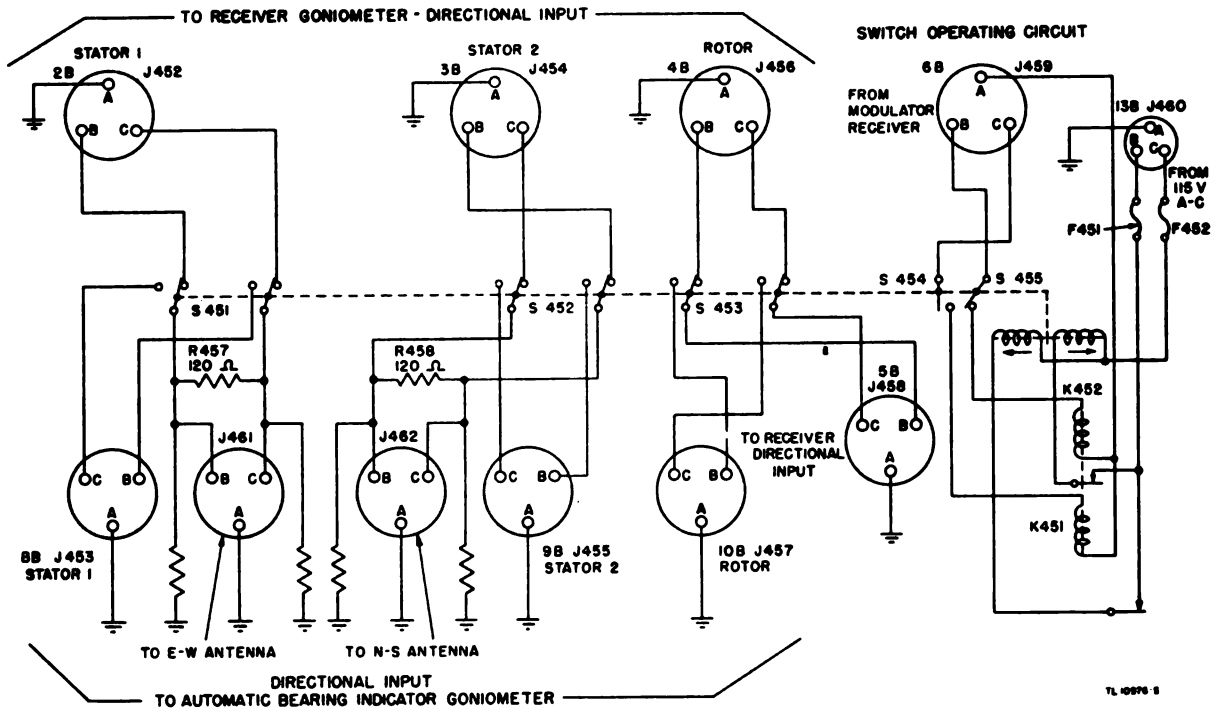 TO RECEIVER GONIOMETER - DIRECTIONAL INPUT
SWITCH OPERATING CIRCUIT
STATOR 1
2B
J452
A
B
C
STATOR 2
3B
J454
A
B
C
ROTOR
4B
J456
A
B
C
6B
J459
FROM
MODULATOR
RECEIVER
A
B
C
13B J460
A
B
C
FROM
115 V
A-C
F451
F452
S 451
S 452
S 453
S 454
S 455
R457
120 Ω
R458
120 Ω
5B
J458
C
B
A
TO RECEIVER
DIRECTIONAL
INPUT
K452
K451
C
B
A
8B J453
STATOR 1
J461
B
C
A
J462
B
C
A
C
B
A
9B J455
STATOR 2
C
B
A
10B J457
ROTOR
TO E-W ANTENNA
TO N-S ANTENNA
DIRECTIONAL INPUT
TO AUTOMATIC BEARING INDICATOR GONIOMETER
TL 10976-S